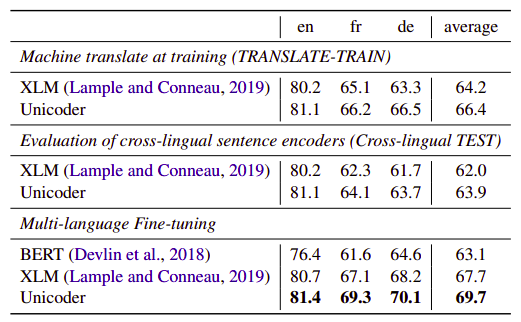 en fr de average
Machine translate at training (TRANSLATE-TRAIN)
XLM (Lample and Conneau, 2019) 80.2 65.1 63.3 64.2
Unicoder 81.1 66.2 66.5 66.4
Evaluation of cross-lingual sentence encoders (Cross-lingual TEST)
XLM (Lample and Conneau, 2019) 80.2 62.3 61.7 62.0
Unicoder 81.1 64.1 63.7 63.9
Multi-language Fine-tuning
BERT (Devlin et al., 2018) 76.4 61.6 64.6 63.1
XLM (Lample and Conneau, 2019) 80.7 67.1 68.2 67.7
Unicoder 81.4 69.3 70.1 69.7